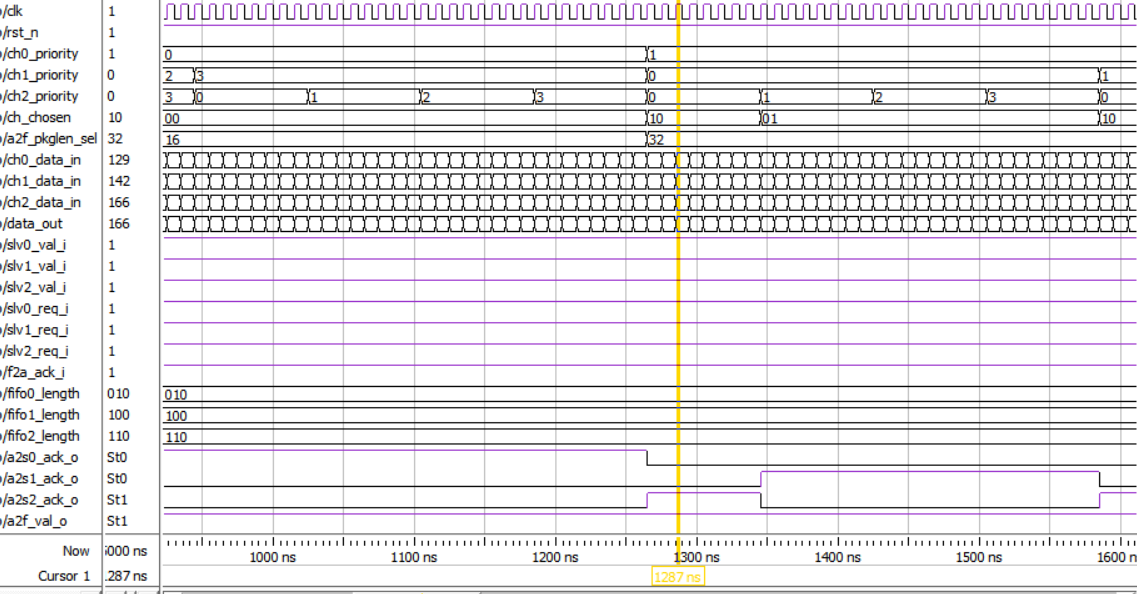 o/clk 1
o/rst_n 1
o/ch0_priority 1 0 1
o/ch1_priority 0 2 3 0 1
o/ch2_priority 0 3 0 1 2 3 0 1 2 3 0
o/ch_chosen 10 00 10 01 10
o/a2f_pkglen_sel 32 16 32
o/ch0_data_in 129
o/ch1_data_in 142
o/ch2_data_in 166
o/data_out 166
o/slv0_val_i 1
o/slv1_val_i 1
o/slv2_val_i 1
o/slv0_req_i 1
o/slv1_req_i 1
o/slv2_req_i 1
o/f2a_ack_i 1
o/fifo0_length 010 010
o/fifo1_length 100 100
o/fifo2_length 110 110
o/a2s0_ack_o St0
o/a2s1_ack_o St0
o/a2s2_ack_o St1
o/a2f_val_o St1
Now 5000 ns 1000 ns 1100 ns 1200 ns 1300 ns 1400 ns 1500 ns 1600 n
Cursor 1 .287 ns 1287 ns